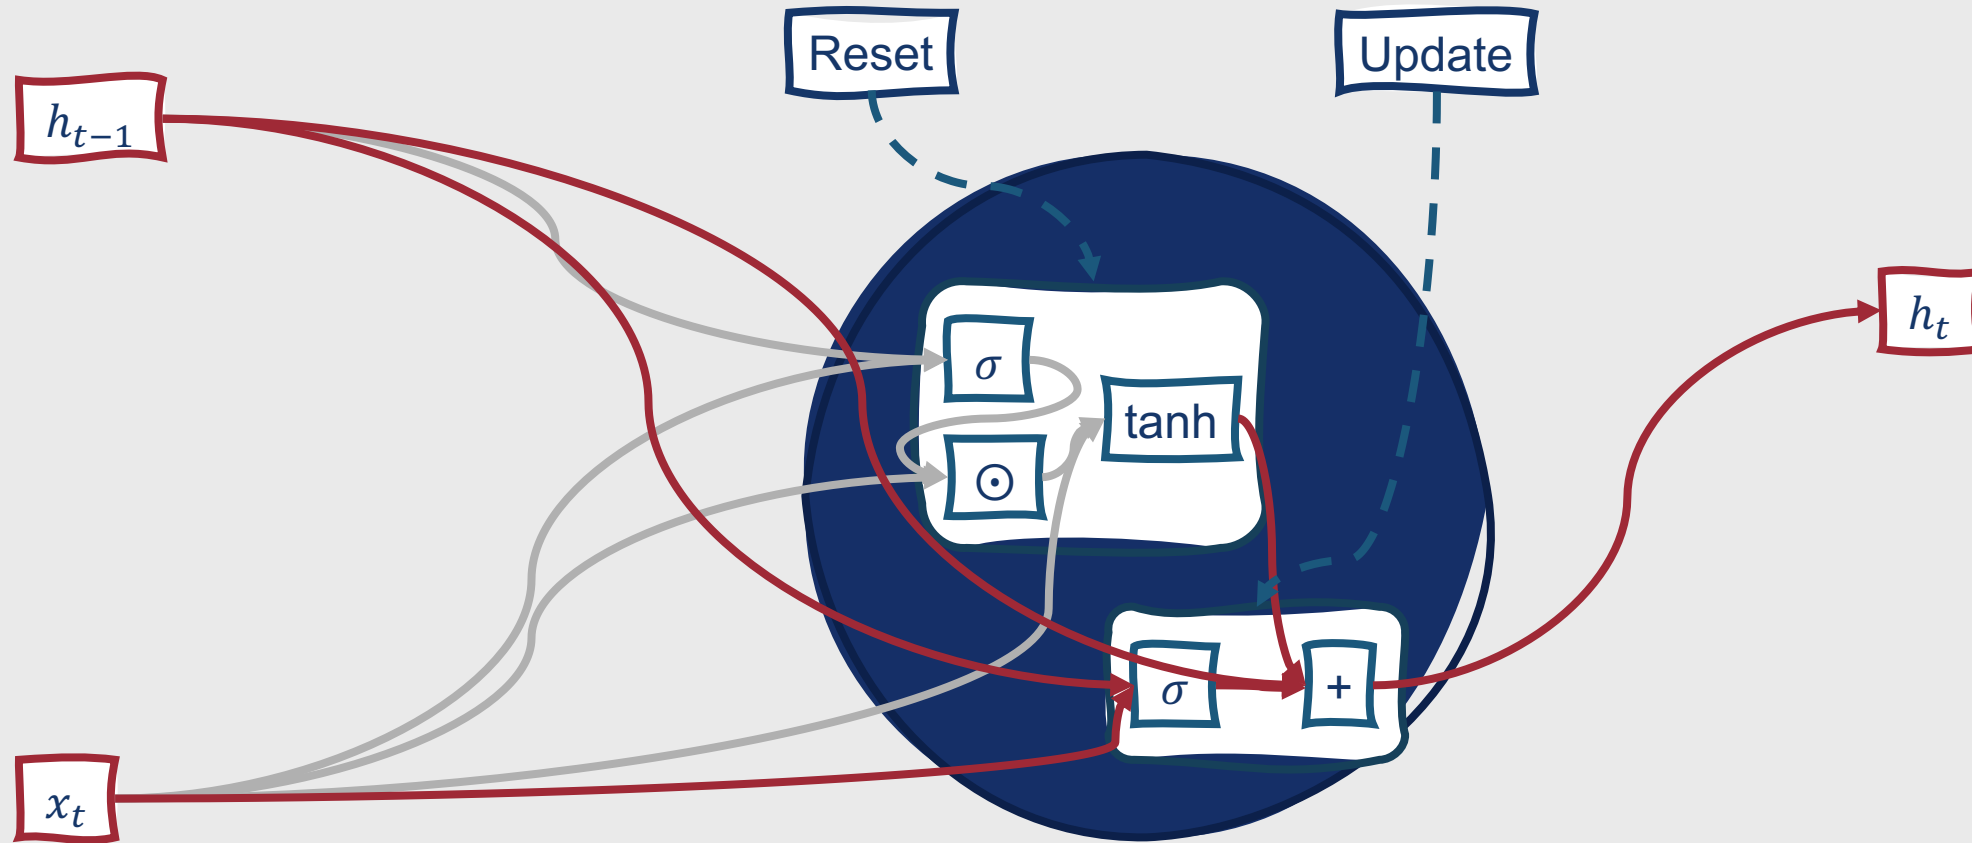 Reset
Update
h_{t−1}
h_t
σ
tanh
⊙
σ
+
x_t